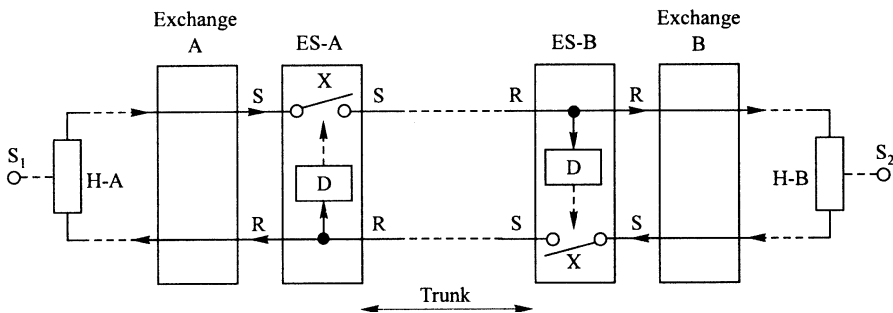 Exchange
A
ES-A
ES-B
Exchange
B
S X S R R
S₁ H-A D D H-B S₂
R R S X S
Trunk